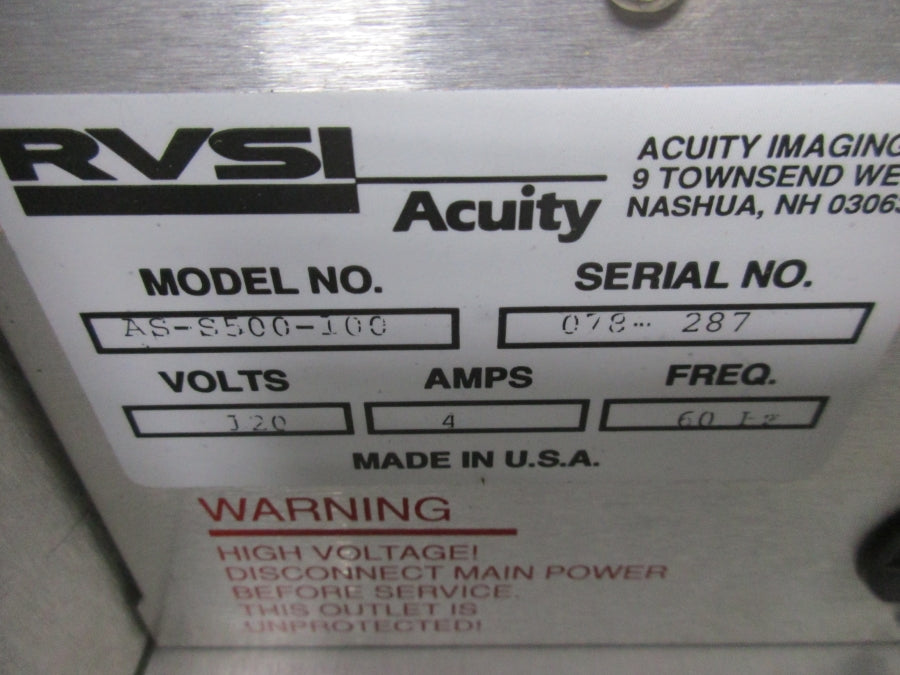 RVSI
Acuity
ACUITY IMAGING
9 TOWNSEND WE
NASHUA, NH 03063
MODEL NO.
SERIAL NO.
AS-S500-100
078- 287
VOLTS
AMPS
FREQ.
120
4
60 Hz
MADE IN U.S.A.
WARNING
HIGH VOLTAGE!
DISCONNECT MAIN POWER
BEFORE SERVICE.
THIS OUTLET IS
UNPROTECTED!